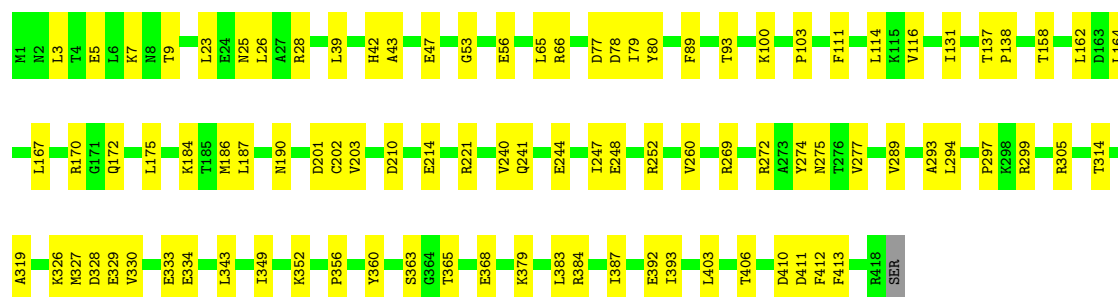 M1 N2 L3 T4 E5 L6 K7 N8 T9 L23 E24 N25 L26 A27 R28 L39 H42 A43 E47 G53 E56 L65 R66 D77 D78 I79 Y80 F89 T93 K100 P103 F111 L114 K115 V116 I131 T137 P138 T158 L162 D163 L164
L167 R170 G171 Q172 L175 K184 T185 M186 L187 N190 D201 C202 V203 D210 E214 R221 V240 Q241 E244 I247 E248 R252 V260 R269 R272 A273 Y274 N275 T276 V277 V289 A293 L294 P297 K298 R299 R305 T314
A319 K326 M327 D328 E329 V330 E333 E334 L343 I349 K352 P356 Y360 S363 G364 T365 E368 K379 L383 R384 I387 E392 I393 L403 T406 D410 D411 F412 F413 R418 SER